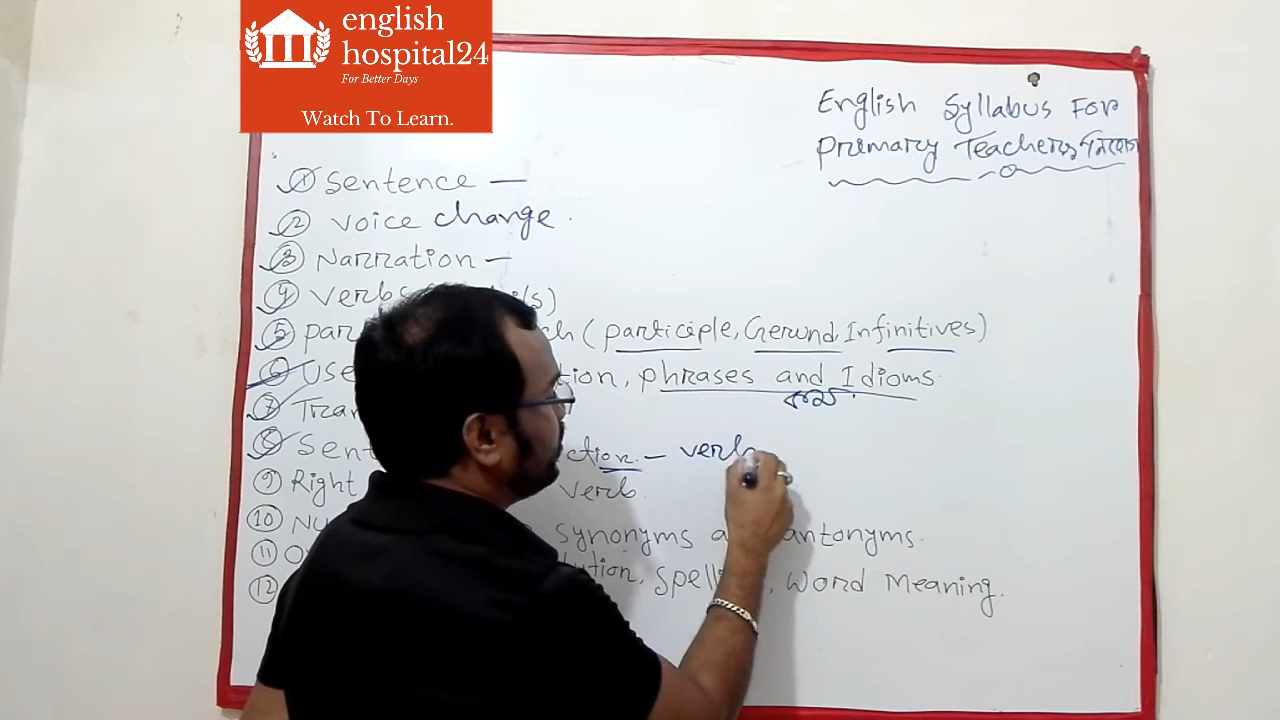 english
hospital24
For Better Days
Watch To Learn.
English Syllabus For
Primary Teachers নিয়োগ
1 Sentence —
2 voice change.
3 Narration —
4 verbs
5 par ch (participle, Gerund, Infinitives)
6 Use tion, phrases and Idioms.
7 Tran
8 Sent ction. — verb
9 Right verb.
10 Nu synonyms a antonyms.
11 O
12 tution, Spell , Word Meaning.